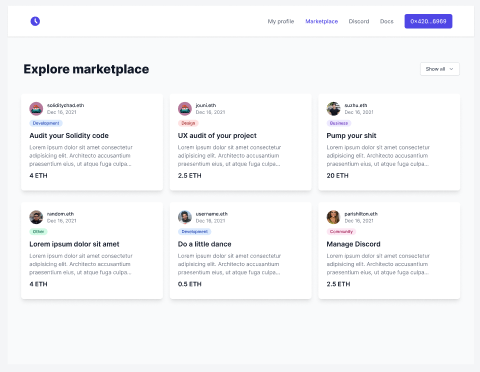 My profile Marketplace Discord Docs 0x420...6969
Explore marketplace
Show all
soliditychad.eth
Dec 16, 2021
Development
Audit your Solidity code
Lorem ipsum dolor sit amet consectetur
adipisicing elit. Architecto accusantium
praesentium eius, ut atque fuga culpa...
4 ETH
jouni.eth
Dec 16, 2021
Design
UX audit of your project
Lorem ipsum dolor sit amet consectetur
adipisicing elit. Architecto accusantium
praesentium eius, ut atque fuga culpa...
2.5 ETH
suzhu.eth
Dec 16, 2021
Business
Pump your shit
Lorem ipsum dolor sit amet consectetur
adipisicing elit. Architecto accusantium
praesentium eius, ut atque fuga culpa...
20 ETH
random.eth
Dec 16, 2021
Other
Lorem ipsum dolor sit amet
Lorem ipsum dolor sit amet consectetur
adipisicing elit. Architecto accusantium
praesentium eius, ut atque fuga culpa...
4 ETH
username.eth
Dec 16, 2021
Development
Do a little dance
Lorem ipsum dolor sit amet consectetur
adipisicing elit. Architecto accusantium
praesentium eius, ut atque fuga culpa...
0.5 ETH
parishilton.eth
Dec 16, 2021
Community
Manage Discord
Lorem ipsum dolor sit amet consectetur
adipisicing elit. Architecto accusantium
praesentium eius, ut atque fuga culpa...
2.5 ETH